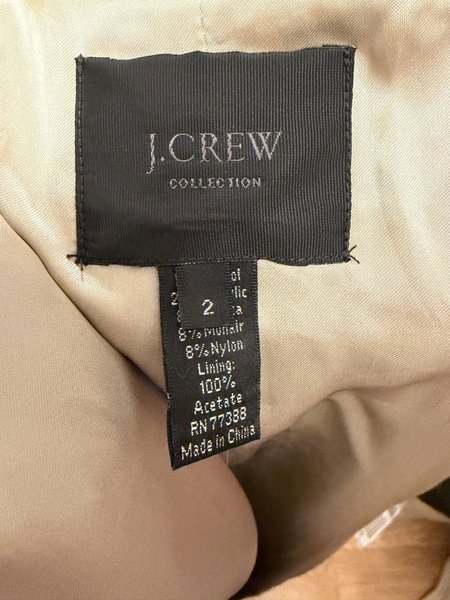 J.CREW
COLLECTION
2
8% Mohair
8% Nylon
Lining:
100%
Acetate
RN77388
Made in China